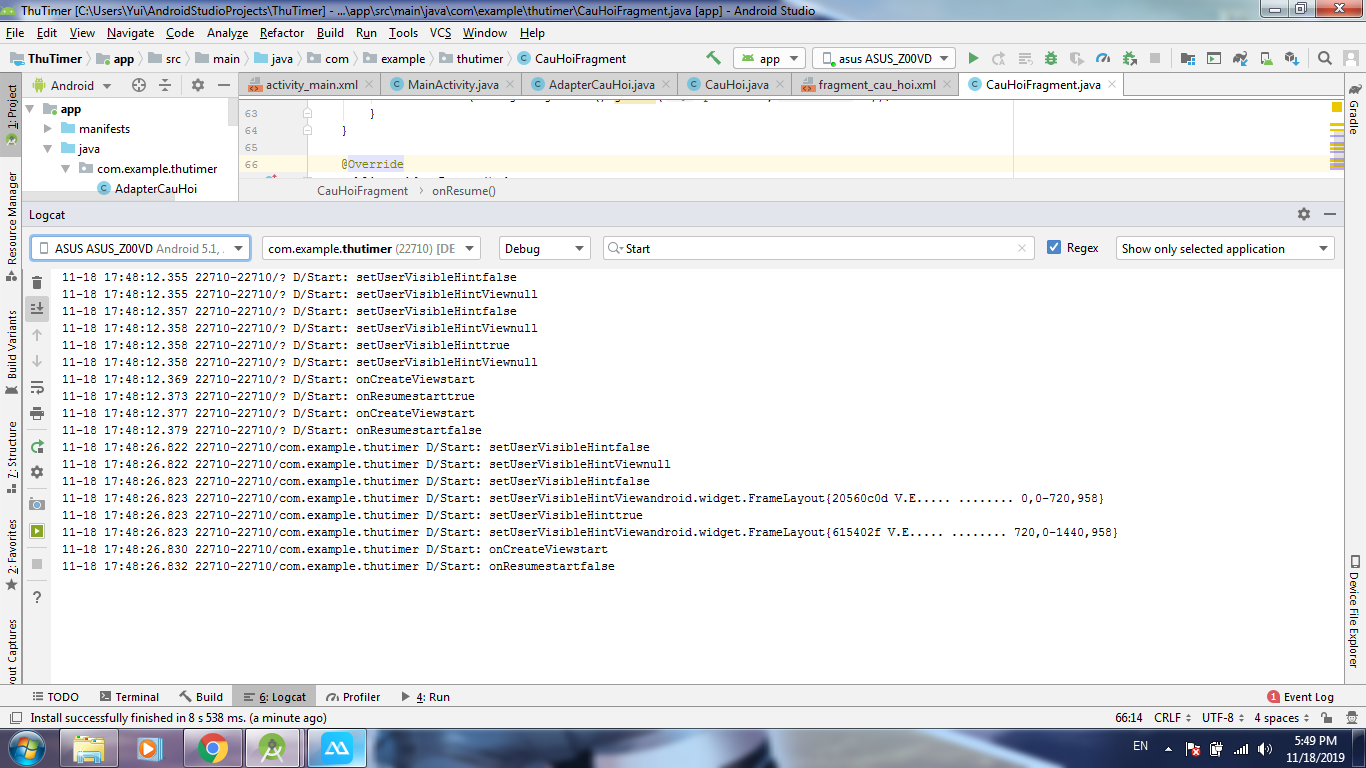 ThuTimer [C:\Users\Yui\AndroidStudioProjects\ThuTimer] - ...\app\src\main\java\com\example\thutimer\CauHoiFragment.java [app] - Android Studio
File Edit View Navigate Code Analyze Refactor Build Run Tools VCS Window Help
ThuTimer app src main java com example thutimer CauHoiFragment app asus ASUS_Z00VD
Android activity_main.xml MainActivity.java AdapterCauHoi.java CauHoi.java fragment_cau_hoi.xml CauHoiFragment.java
1: Project
Resource Manager
Build Variants
7: Structure
2: Favorites
Gradle
Device File Explorer
app
manifests
java
com.example.thutimer
AdapterCauHoi
63 }
64 }
65
66 @Override
CauHoiFragment › onResume()
Logcat
ASUS ASUS_Z00VD Android 5.1, com.example.thutimer (22710) [DE Debug Start Regex Show only selected application
11-18 17:48:12.355 22710-22710/? D/Start: setUserVisibleHintfalse
11-18 17:48:12.355 22710-22710/? D/Start: setUserVisibleHintViewnull
11-18 17:48:12.357 22710-22710/? D/Start: setUserVisibleHintfalse
11-18 17:48:12.358 22710-22710/? D/Start: setUserVisibleHintViewnull
11-18 17:48:12.358 22710-22710/? D/Start: setUserVisibleHinttrue
11-18 17:48:12.358 22710-22710/? D/Start: setUserVisibleHintViewnull
11-18 17:48:12.369 22710-22710/? D/Start: onCreateViewstart
11-18 17:48:12.373 22710-22710/? D/Start: onResumestarttrue
11-18 17:48:12.377 22710-22710/? D/Start: onCreateViewstart
11-18 17:48:12.379 22710-22710/? D/Start: onResumestartfalse
11-18 17:48:26.822 22710-22710/com.example.thutimer D/Start: setUserVisibleHintfalse
11-18 17:48:26.822 22710-22710/com.example.thutimer D/Start: setUserVisibleHintViewnull
11-18 17:48:26.823 22710-22710/com.example.thutimer D/Start: setUserVisibleHintfalse
11-18 17:48:26.823 22710-22710/com.example.thutimer D/Start: setUserVisibleHintViewandroid.widget.FrameLayout{20560c0d V.E..... ........ 0,0-720,958}
11-18 17:48:26.823 22710-22710/com.example.thutimer D/Start: setUserVisibleHinttrue
11-18 17:48:26.823 22710-22710/com.example.thutimer D/Start: setUserVisibleHintViewandroid.widget.FrameLayout{615402f V.E..... ........ 720,0-1440,958}
11-18 17:48:26.830 22710-22710/com.example.thutimer D/Start: onCreateViewstart
11-18 17:48:26.832 22710-22710/com.example.thutimer D/Start: onResumestartfalse
TODO Terminal Build 6: Logcat Profiler 4: Run 1 Event Log
Install successfully finished in 8 s 538 ms. (a minute ago) 66:14 CRLF UTF-8 4 spaces
EN 5:49 PM
11/18/2019